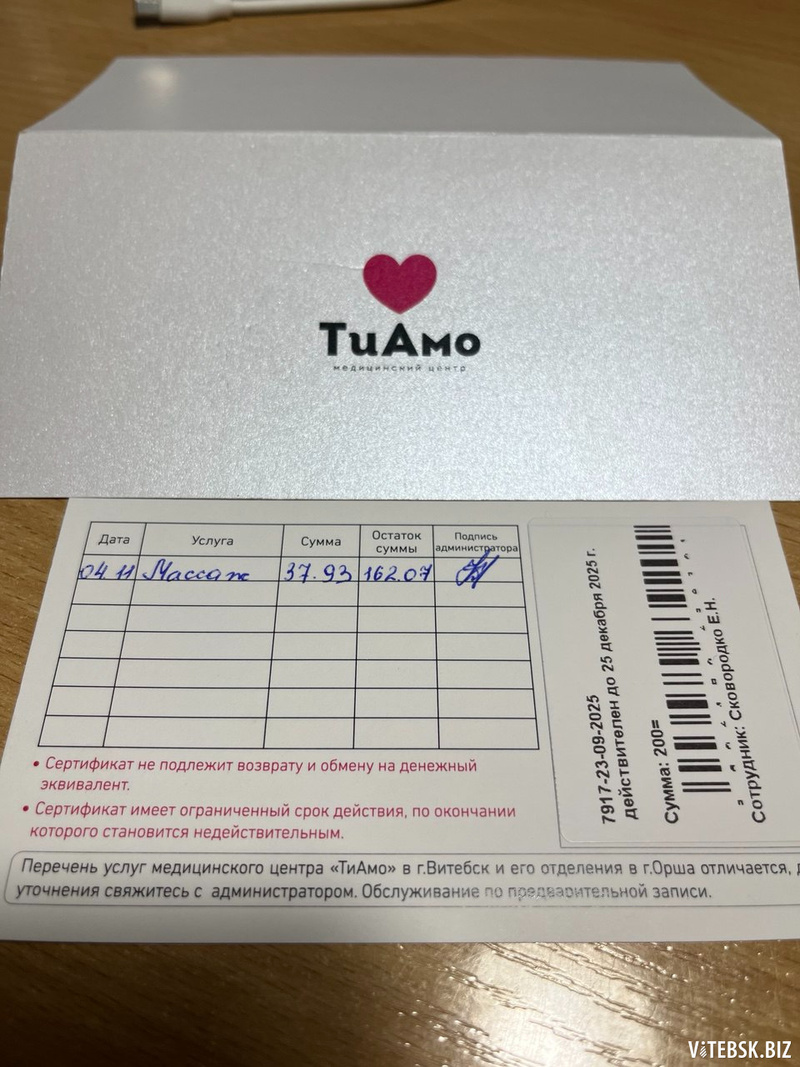 ТиАмо
медицинский центр
Дата Услуга Сумма Остаток суммы Подпись администратора
04.11 Массаж 37.93 162.07
7917-23-09-2025
действителен до 25 декабря 2025 г.
Сумма: 200=
Сотрудник: Сковородко Е.Н.
• Сертификат не подлежит возврату и обмену на денежный
эквивалент.
• Сертификат имеет ограниченный срок действия, по окончании
которого становится недействительным.
Перечень услуг медицинского центра «ТиАмо» в г.Витебск и его отделения в г.Орша отличается,
уточнения свяжитесь с администратором. Обслуживание по предварительной записи.
VITEBSK.BIZ